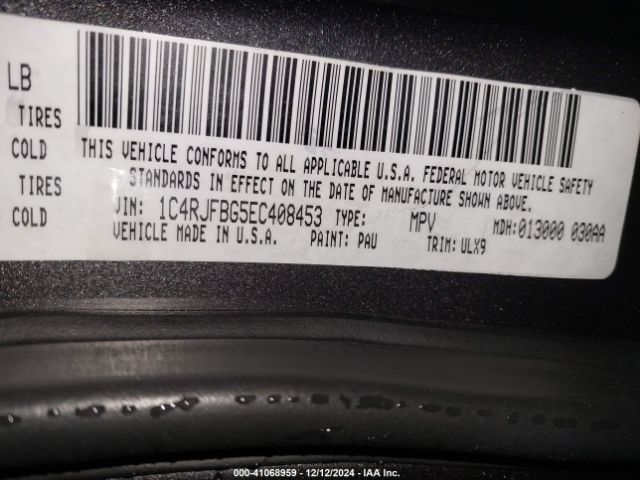 LB
TIRES
COLD
TIRES
COLD
THIS VEHICLE CONFORMS TO ALL APPLICABLE U.S.A. FEDERAL MOTOR VEHICLE SAFETY
STANDARDS IN EFFECT ON THE DATE OF MANUFACTURE SHOWN ABOVE.
VIN: 1C4RJFBG5EC408453 TYPE: MPV MDH:013000 030AA
VEHICLE MADE IN U.S.A. PAINT: PAU TRIM: ULX9
000-41068959 - 12/12/2024 - IAA Inc.